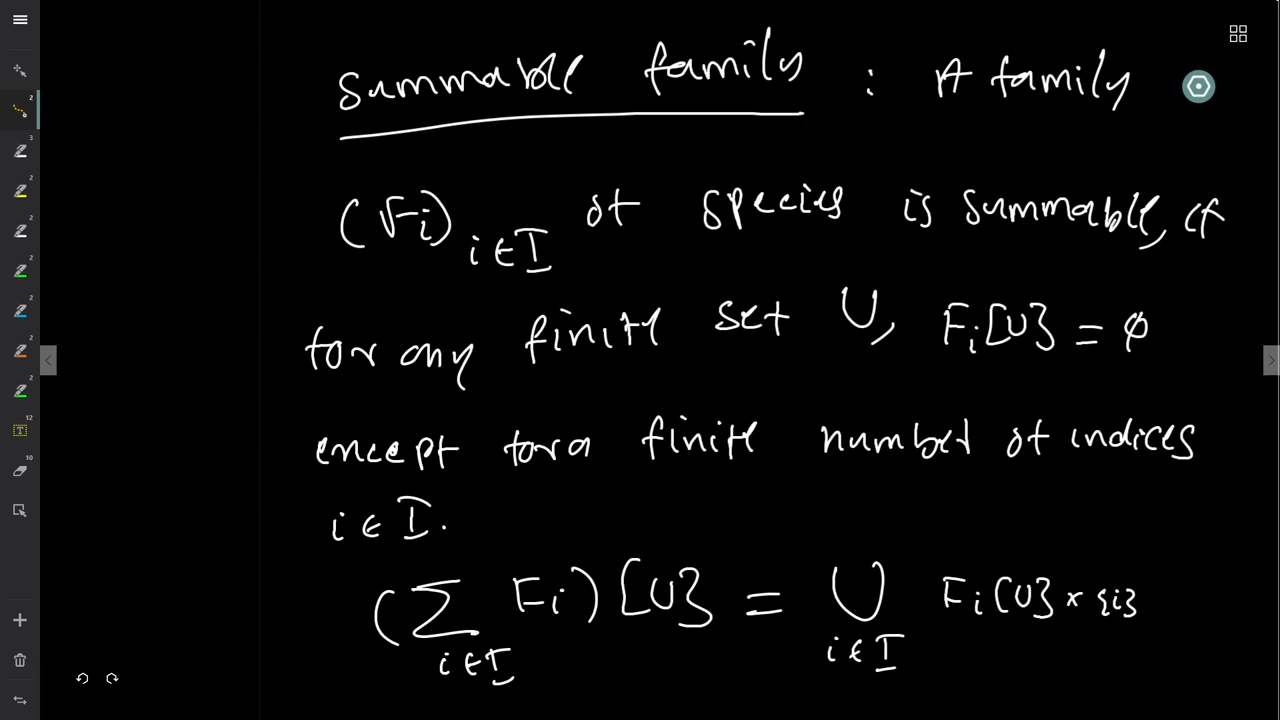 summable family : A family
(Fi) i∈I of species is summable, if
for any finite set U, Fi[U] = ∅
except for a finite number of indices
i ∈ I.
(∑ i∈I Fi)[U] = ⋃ i∈I Fi[U] × {i}